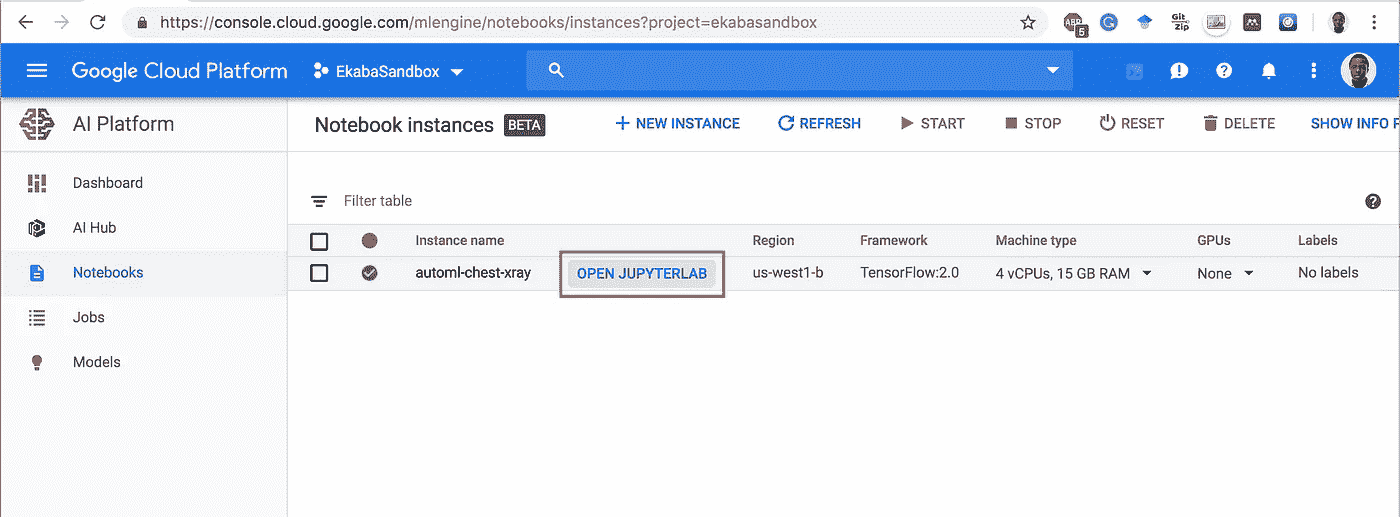 https://console.cloud.google.com/mlengine/notebooks/instances?project=ekabasandbox
ABP 5 G Git Zip
Google Cloud Platform EkabaSandbox
AI Platform Notebook instances BETA + NEW INSTANCE REFRESH START STOP RESET DELETE SHOW INFO P
Dashboard
Filter table
AI Hub
Instance name Region Framework Machine type GPUs Labels
Notebooks
automl-chest-xray OPEN JUPYTERLAB us-west1-b TensorFlow:2.0 4 vCPUs, 15 GB RAM None No labels
Jobs
Models